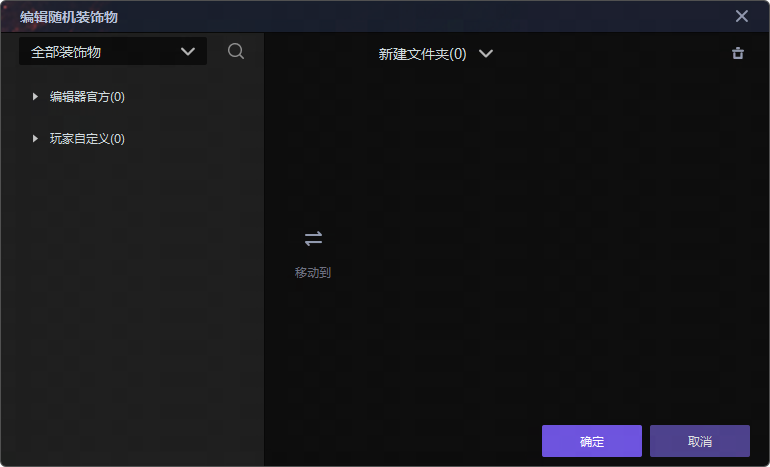 编辑随机装饰物
全部装饰物
新建文件夹(0)
编辑器官方(0)
玩家自定义(0)
移动到
确定
取消